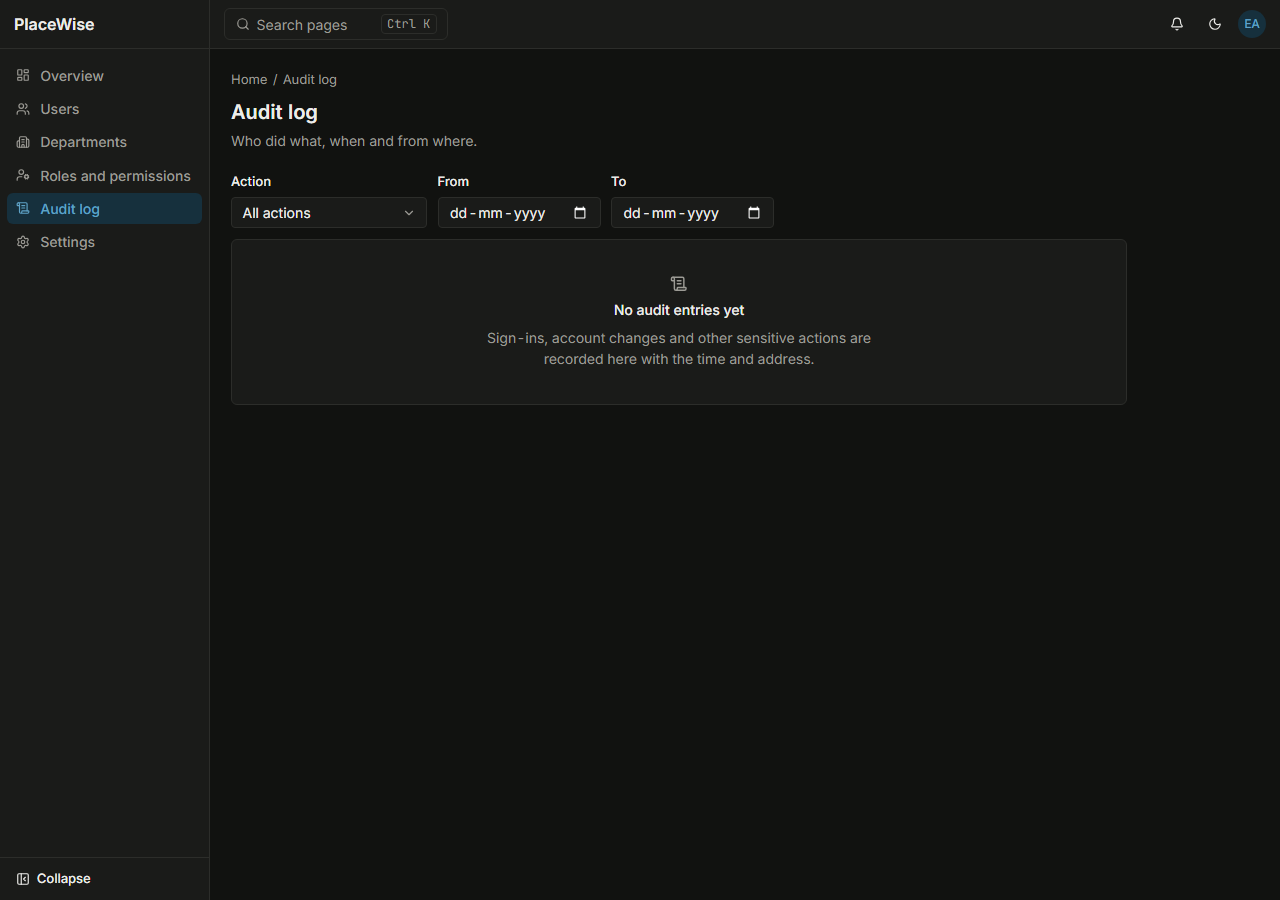 PlaceWise
Search pages Ctrl K
EA
Overview
Users
Departments
Roles and permissions
Audit log
Settings
Collapse
Home / Audit log
Audit log
Who did what, when and from where.
Action From To
All actions dd-mm-yyyy dd-mm-yyyy
No audit entries yet
Sign-ins, account changes and other sensitive actions are
recorded here with the time and address.